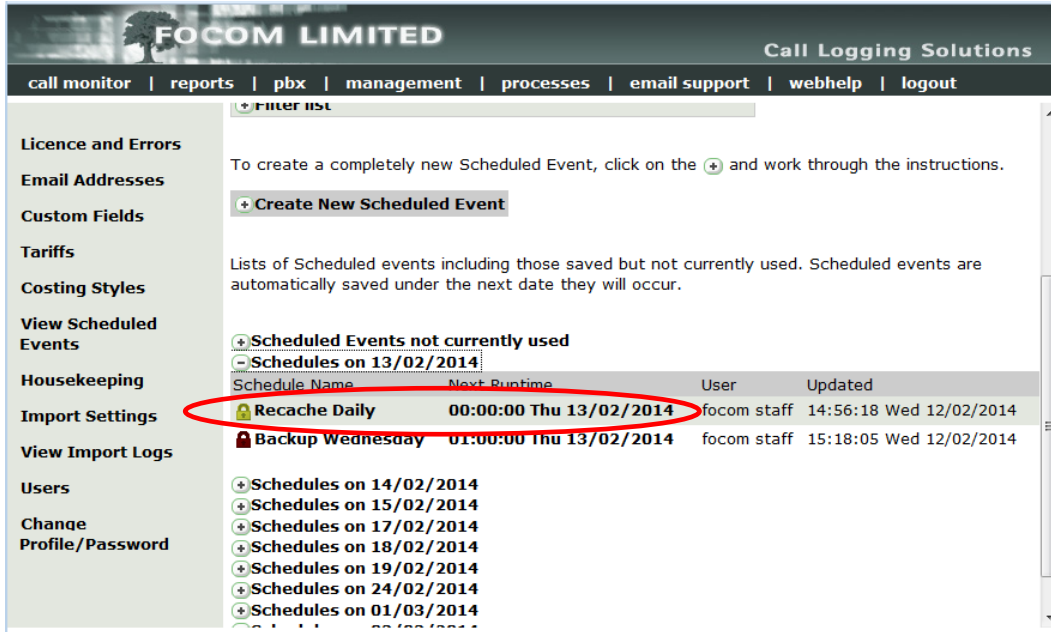 FOCOM LIMITED
Call Logging Solutions
call monitor | reports | pbx | management | processes | email support | webhelp | logout
Filter list
Licence and Errors
Email Addresses
Custom Fields
Tariffs
Costing Styles
View Scheduled
Events
Housekeeping
Import Settings
View Import Logs
Users
Change
Profile/Password
To create a completely new Scheduled Event, click on the + and work through the instructions.
Create New Scheduled Event
Lists of Scheduled events including those saved but not currently used. Scheduled events are
automatically saved under the next date they will occur.
Scheduled Events not currently used
Schedules on 13/02/2014
Schedule Name Next Runtime User Updated
Recache Daily 00:00:00 Thu 13/02/2014 focom staff 14:56:18 Wed 12/02/2014
Backup Wednesday 01:00:00 Thu 13/02/2014 focom staff 15:18:05 Wed 12/02/2014
Schedules on 14/02/2014
Schedules on 15/02/2014
Schedules on 17/02/2014
Schedules on 18/02/2014
Schedules on 19/02/2014
Schedules on 24/02/2014
Schedules on 01/03/2014